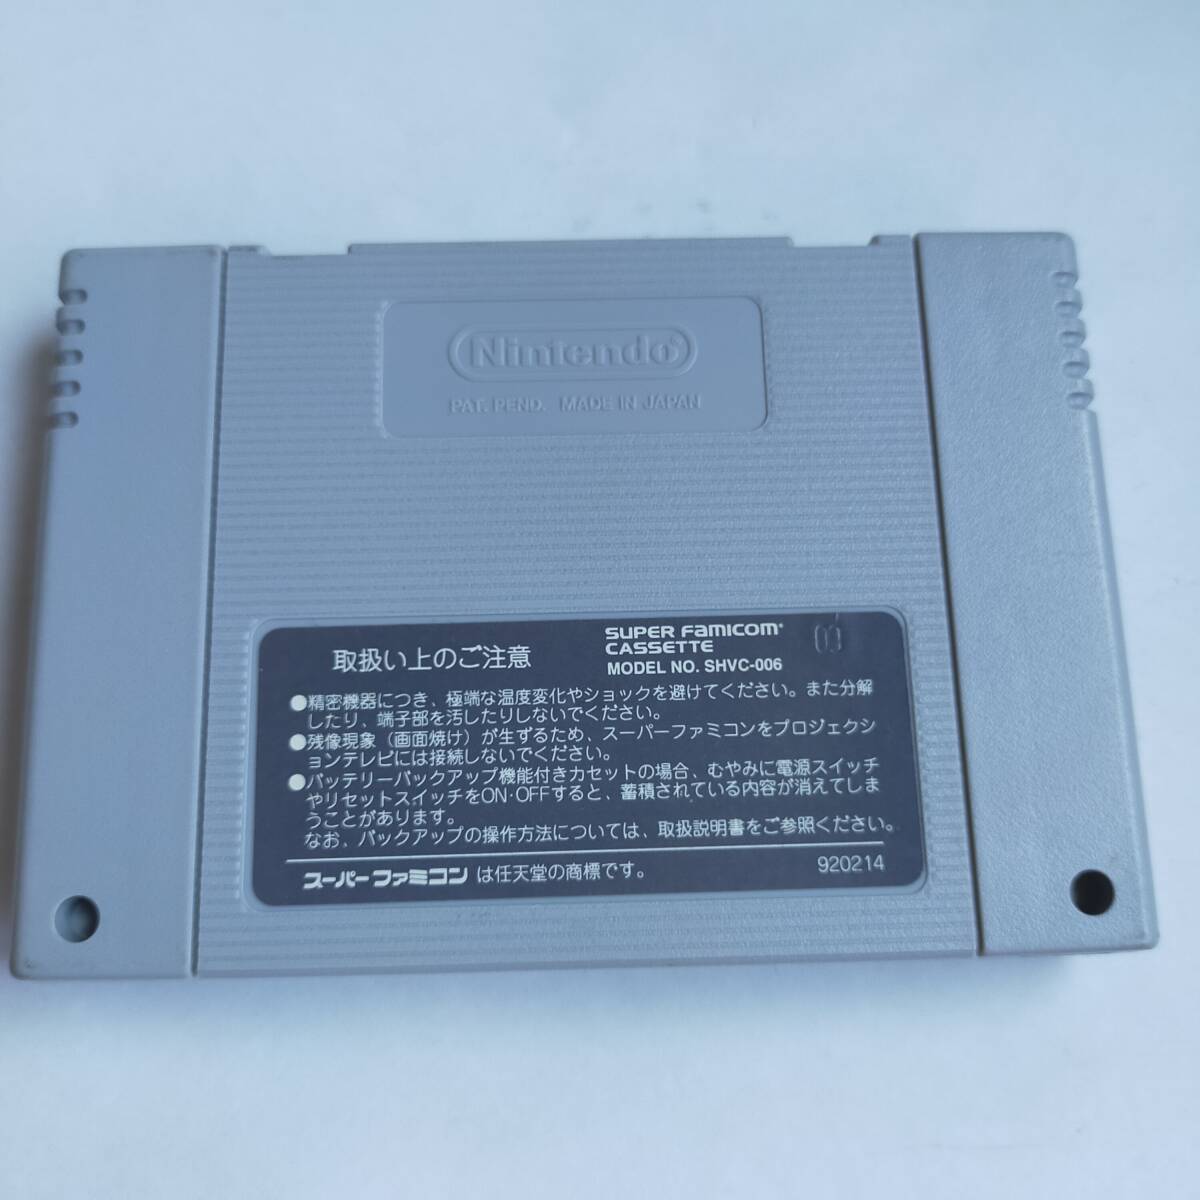 Nintendo®
PAT. PEND. MADE IN JAPAN
取扱い上のご注意
SUPER FAMICOM®
CASSETTE
MODEL NO. SHVC-006
03
●精密機器につき、極端な温度変化やショックを避けてください。また分解
したり、端子部を汚したりしないでください。
●残像現象（画面焼け）が生ずるため、スーパーファミコンをプロジェクシ
ョンテレビには接続しないでください。
●バッテリーバックアップ機能付きカセットの場合、むやみに電源スイッチ
やリセットスイッチをON・OFFすると、蓄積されている内容が消えてしま
うことがあります。
なお、バックアップの操作方法については、取扱説明書をご参照ください。
スーパーファミコンは任天堂の商標です。
920214